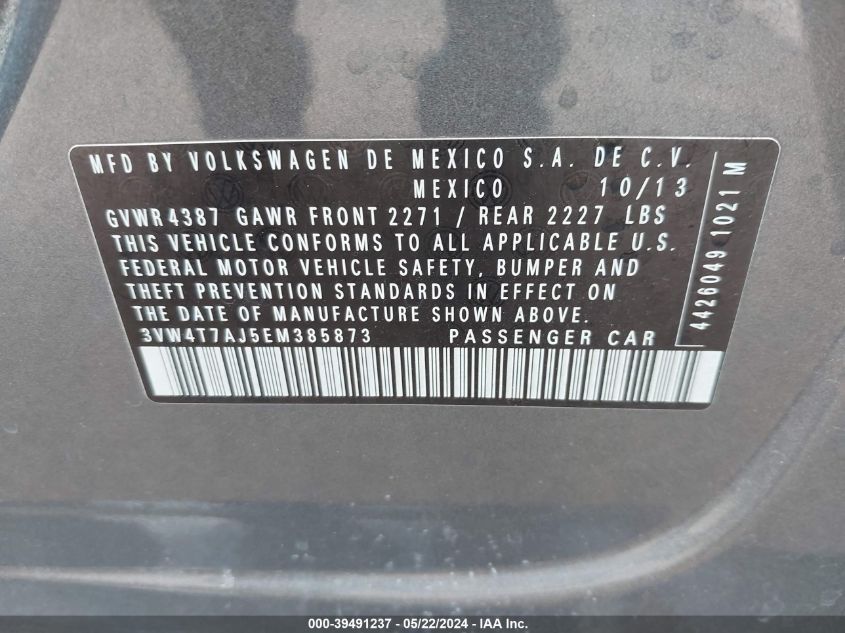 MFD BY VOLKSWAGEN DE MEXICO S.A. DE C.V.
MEXICO 10/13
GVWR 4387 GAWR FRONT 2271 / REAR 2227 LBS
THIS VEHICLE CONFORMS TO ALL APPLICABLE U.S.
FEDERAL MOTOR VEHICLE SAFETY, BUMPER AND
THEFT PREVENTION STANDARDS IN EFFECT ON
THE DATE OF MANUFACTURE SHOWN ABOVE.
3VW4T7AJ5EM385873 PASSENGER CAR
4426049 1021 M
000-39491237 - 05/22/2024 - IAA Inc.